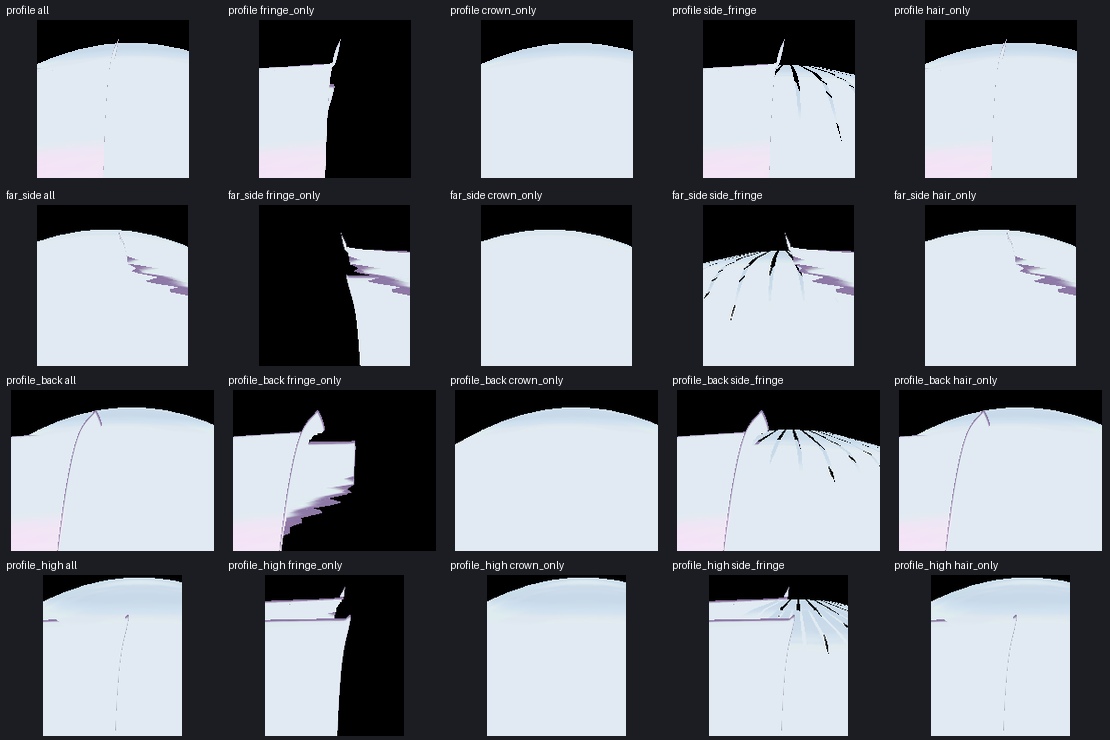 profile all
profile fringe_only
profile crown_only
profile side_fringe
profile hair_only
far_side all
far_side fringe_only
far_side crown_only
far_side side_fringe
far_side hair_only
profile_back all
profile_back fringe_only
profile_back crown_only
profile_back side_fringe
profile_back hair_only
profile_high all
profile_high fringe_only
profile_high crown_only
profile_high side_fringe
profile_high hair_only